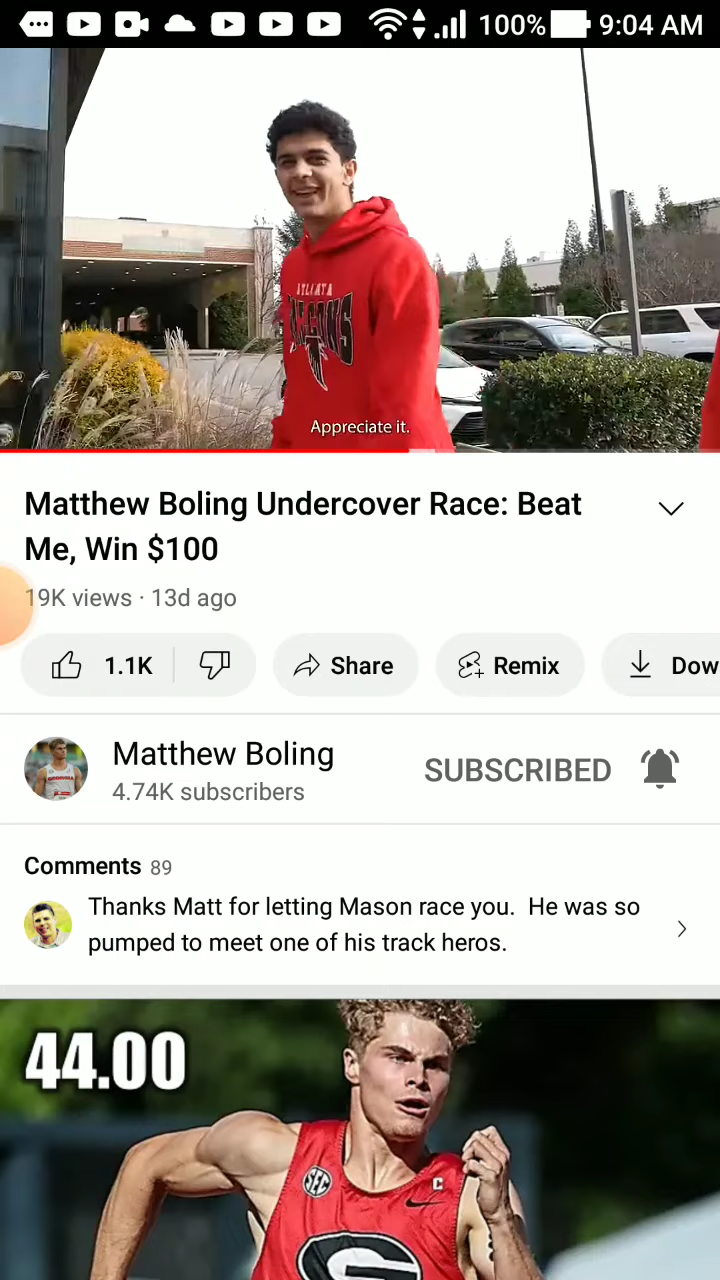 100% 9:04 AM
ATLANTA
FALCONS
Appreciate it.
Matthew Boling Undercover Race: Beat
Me, Win $100
19K views · 13d ago
1.1K Share Remix Dow
Matthew Boling
4.74K subscribers
SUBSCRIBED
Comments 89
Thanks Matt for letting Mason race you. He was so
pumped to meet one of his track heros.
44.00
SEC
C
G